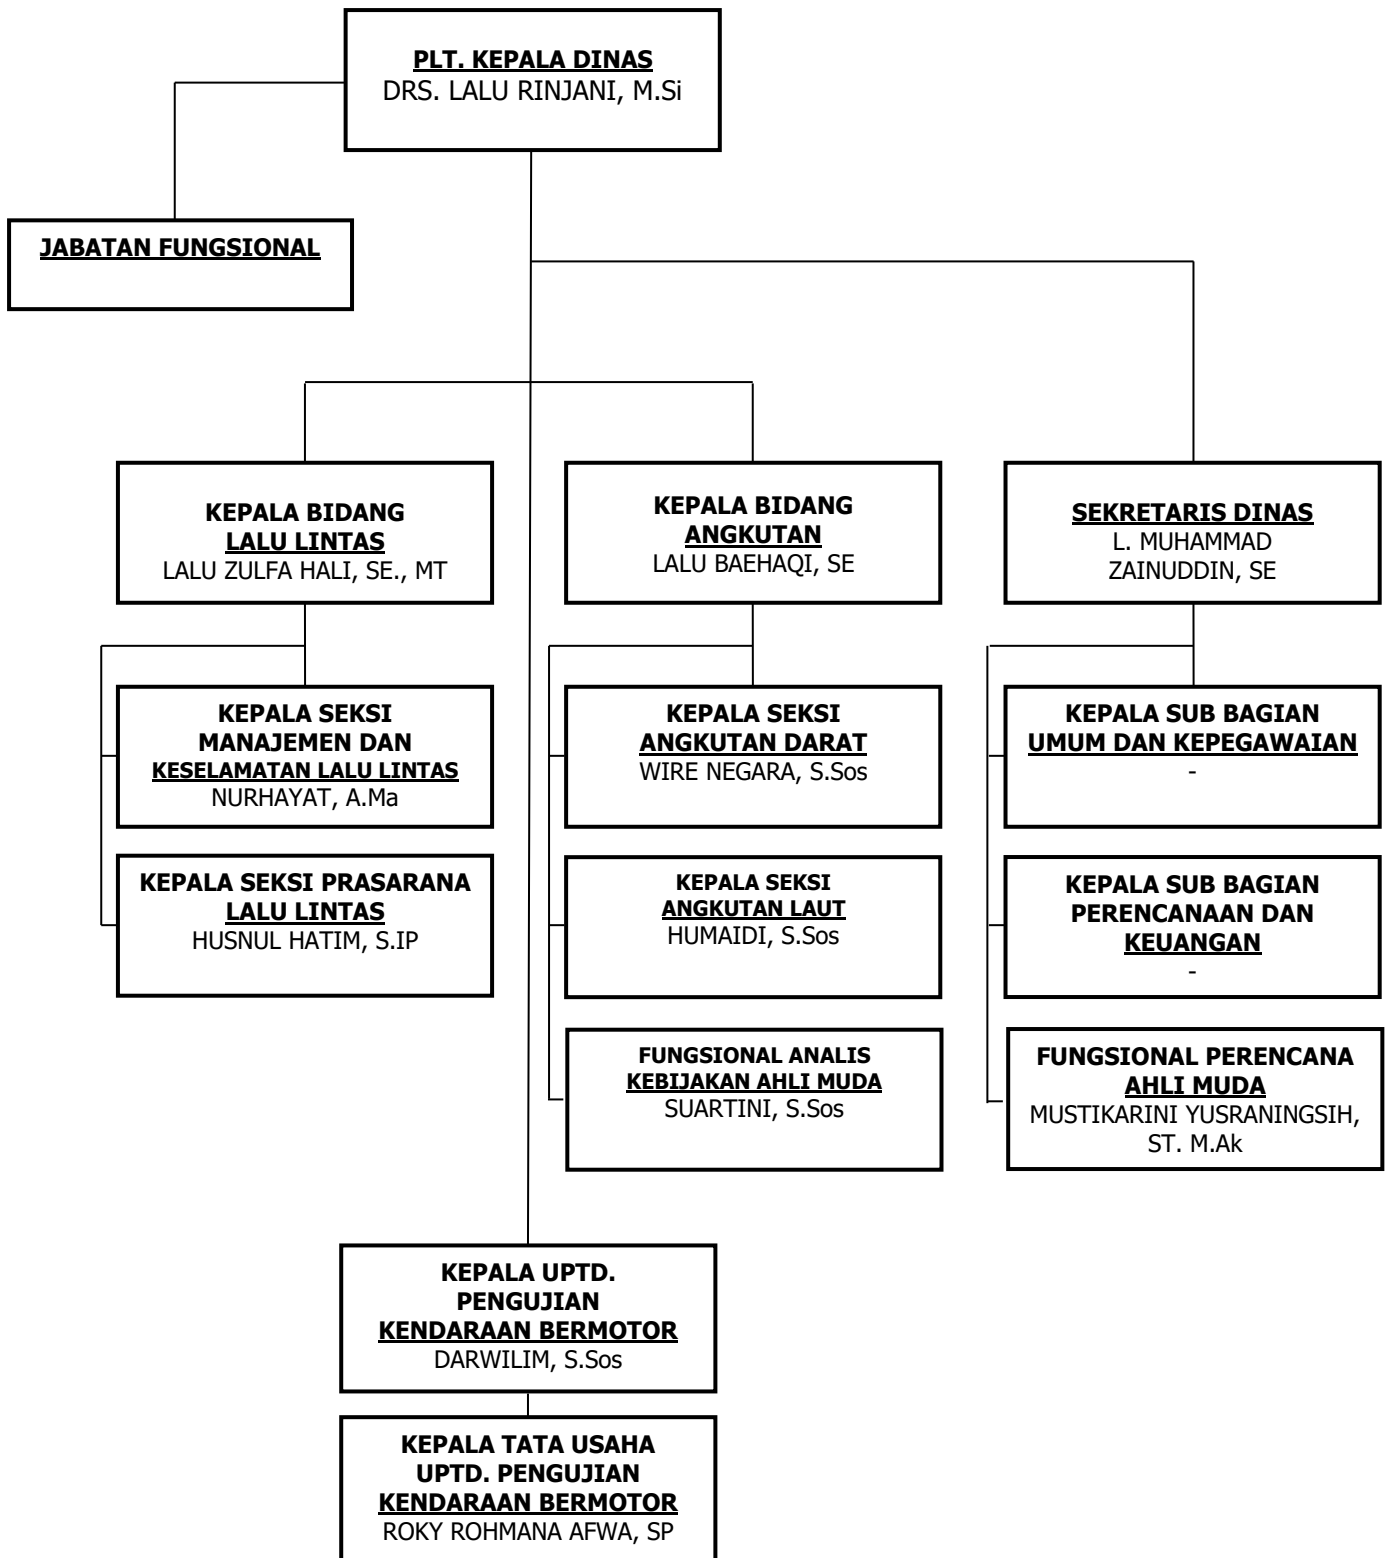 PLT. KEPALA DINAS
DRS. LALU RINJANI, M.Si
JABATAN FUNGSIONAL
KEPALA BIDANG
LALU LINTAS
LALU ZULFA HALI, SE., MT
KEPALA BIDANG
ANGKUTAN
LALU BAEHAQI, SE
SEKRETARIS DINAS
L. MUHAMMAD
ZAINUDDIN, SE
KEPALA SEKSI
MANAJEMEN DAN
KESELAMATAN LALU LINTAS
NURHAYAT, A.Ma
KEPALA SEKSI
ANGKUTAN DARAT
WIRE NEGARA, S.Sos
KEPALA SUB BAGIAN
UMUM DAN KEPEGAWAIAN
-
KEPALA SEKSI PRASARANA
LALU LINTAS
HUSNUL HATIM, S.IP
KEPALA SEKSI
ANGKUTAN LAUT
HUMAIDI, S.Sos
KEPALA SUB BAGIAN
PERENCANAAN DAN
KEUANGAN
-
FUNGSIONAL ANALIS
KEBIJAKAN AHLI MUDA
SUARTINI, S.Sos
FUNGSIONAL PERENCANA
AHLI MUDA
MUSTIKARINI YUSRANINGSIH,
ST. M.Ak
KEPALA UPTD.
PENGUJIAN
KENDARAAN BERMOTOR
DARWILIM, S.Sos
KEPALA TATA USAHA
UPTD. PENGUJIAN
KENDARAAN BERMOTOR
ROKY ROHMANA AFWA, SP